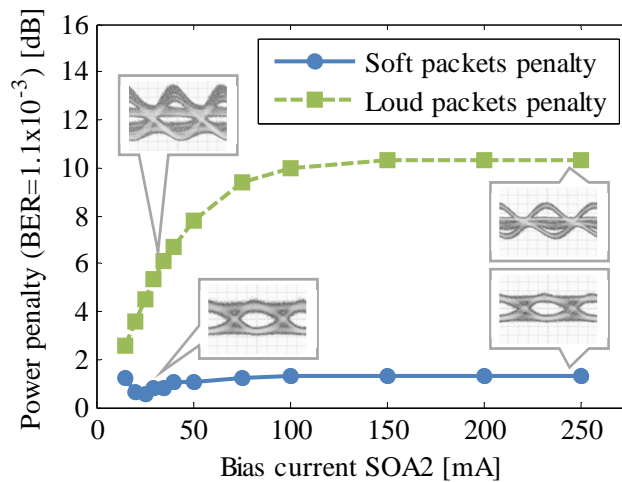 Power penalty (BER=1.1x10⁻³) [dB]
16
14
12
10
8
6
4
2
0
Soft packets penalty
Loud packets penalty
0 50 100 150 200 250
Bias current SOA2 [mA]